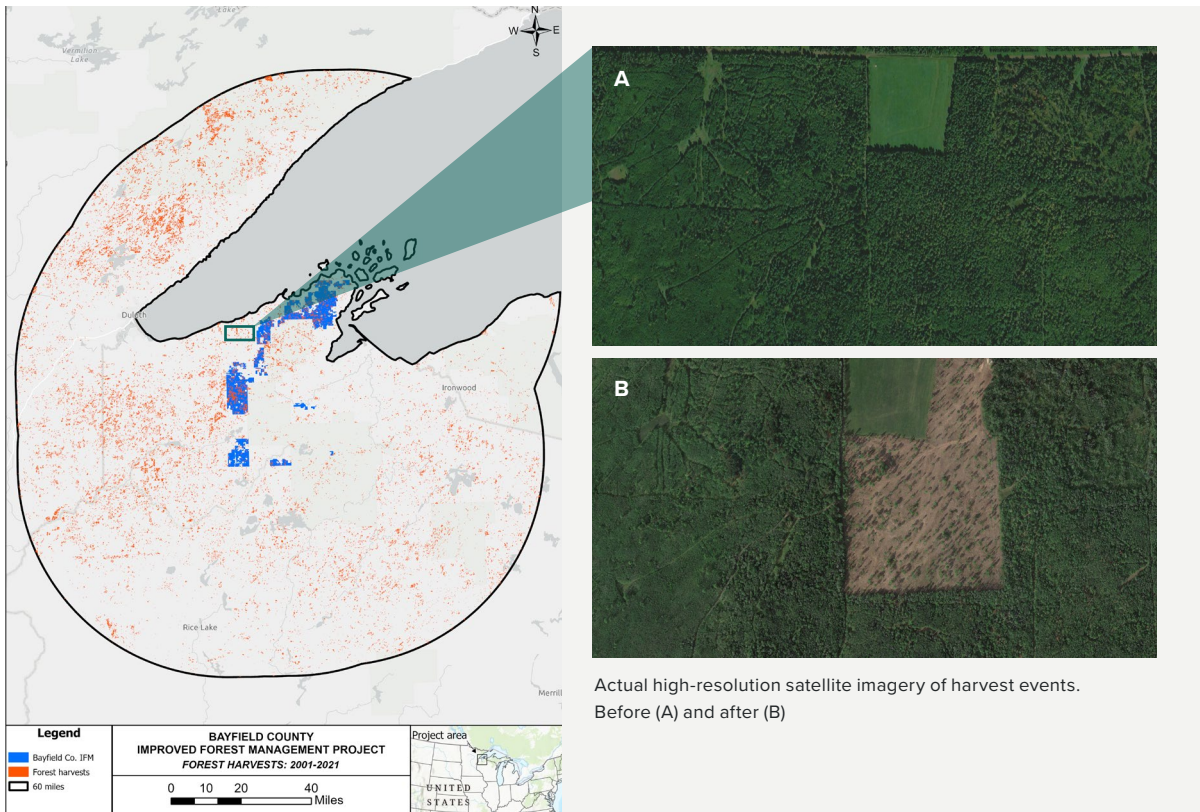 Lake
Vermilion
Lake
N
W E
S
Duluth
Ironwood
Rice Lake
Merrill
Legend
Bayfield Co. IFM
Forest harvests
60 miles
BAYFIELD COUNTY
IMPROVED FOREST MANAGEMENT PROJECT
FOREST HARVESTS: 2001-2021
0 10 20 40
Miles
Project area
UNITED
STATES
A
B
Actual high-resolution satellite imagery of harvest events.
Before (A) and after (B)